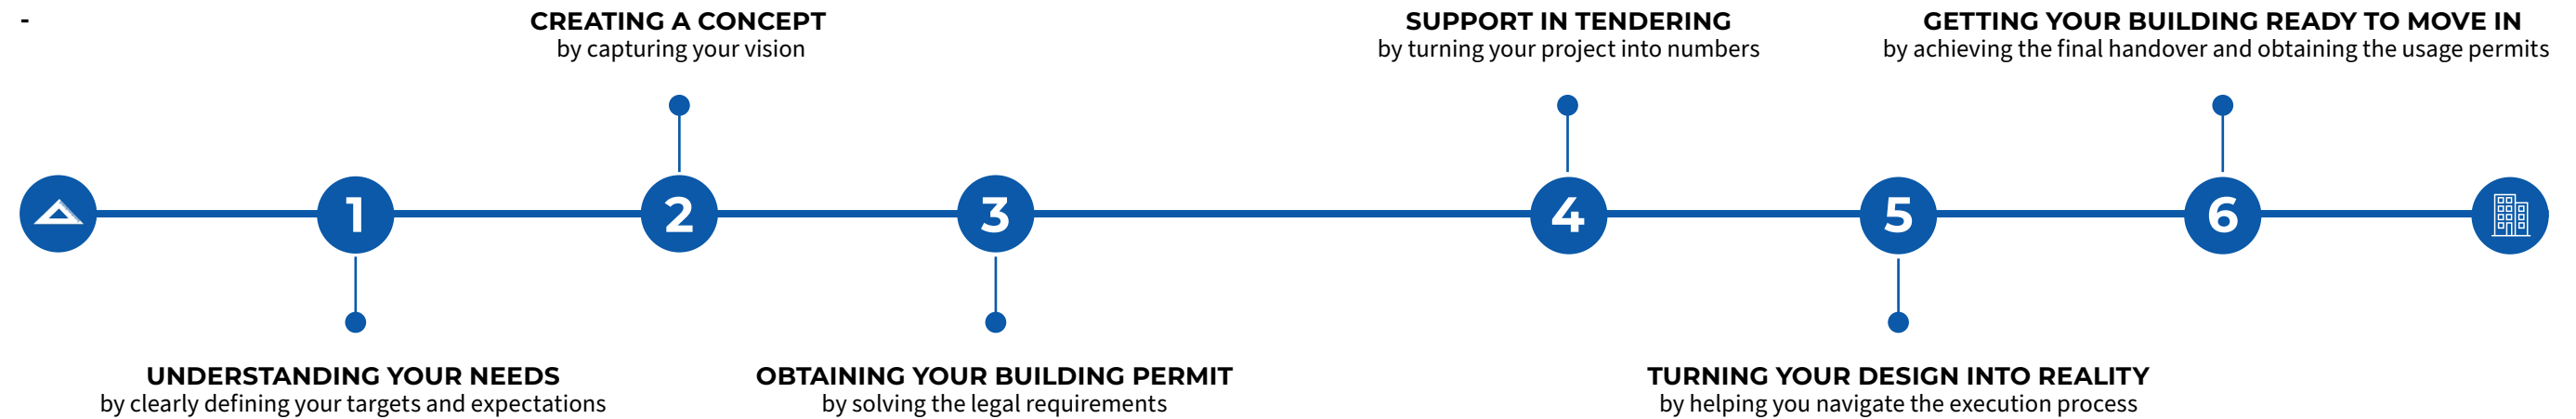 -
CREATING A CONCEPT
by capturing your vision
SUPPORT IN TENDERING
by turning your project into numbers
GETTING YOUR BUILDING READY TO MOVE IN
by achieving the final handover and obtaining the usage permits
1
2
3
4
5
6
UNDERSTANDING YOUR NEEDS
by clearly defining your targets and expectations
OBTAINING YOUR BUILDING PERMIT
by solving the legal requirements
TURNING YOUR DESIGN INTO REALITY
by helping you navigate the execution process